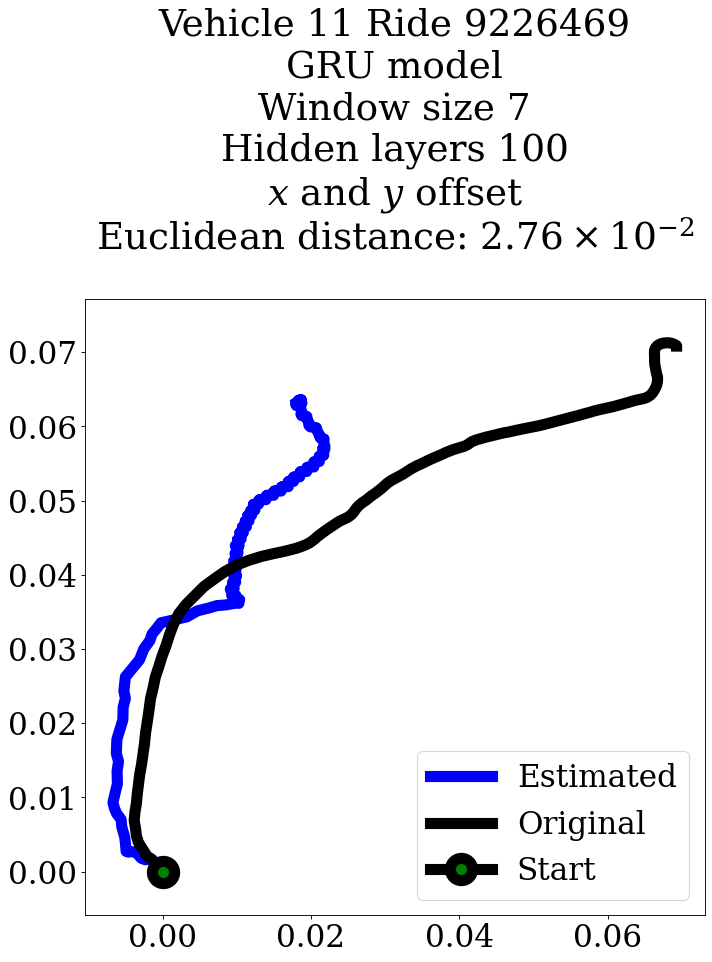 Vehicle 11 Ride 9226469
GRU model
Window size 7
Hidden layers 100
x and y offset
Euclidean distance: 2.76 × 10⁻²
0.07
0.06
0.05
0.04
0.03
0.02
0.01
0.00
Estimated
Original
Start
0.00 0.02 0.04 0.06